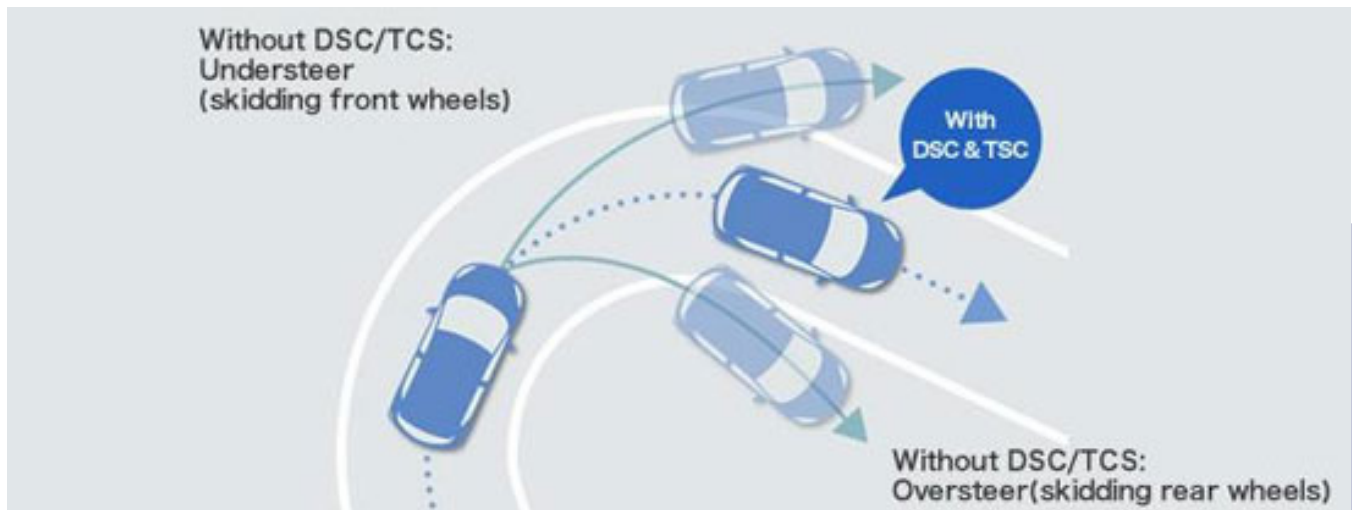 Without DSC/TCS:
Understeer
(skidding front wheels)
With
DSC & TSC
Without DSC/TCS:
Oversteer(skidding rear wheels)